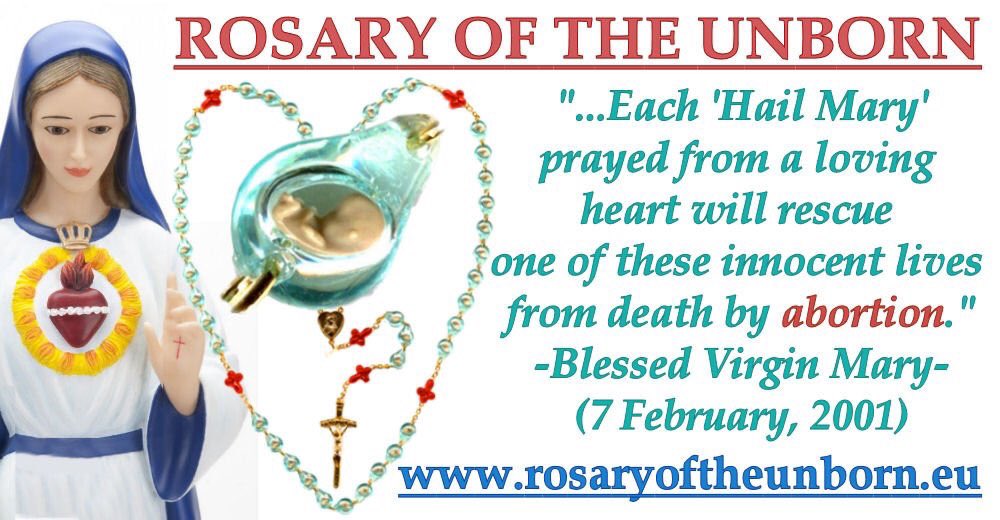 ROSARY OF THE UNBORN
"...Each 'Hail Mary'
prayed from a loving
heart will rescue
one of these innocent lives
from death by abortion."
-Blessed Virgin Mary-
(7 February, 2001)
www.rosaryoftheunborn.eu